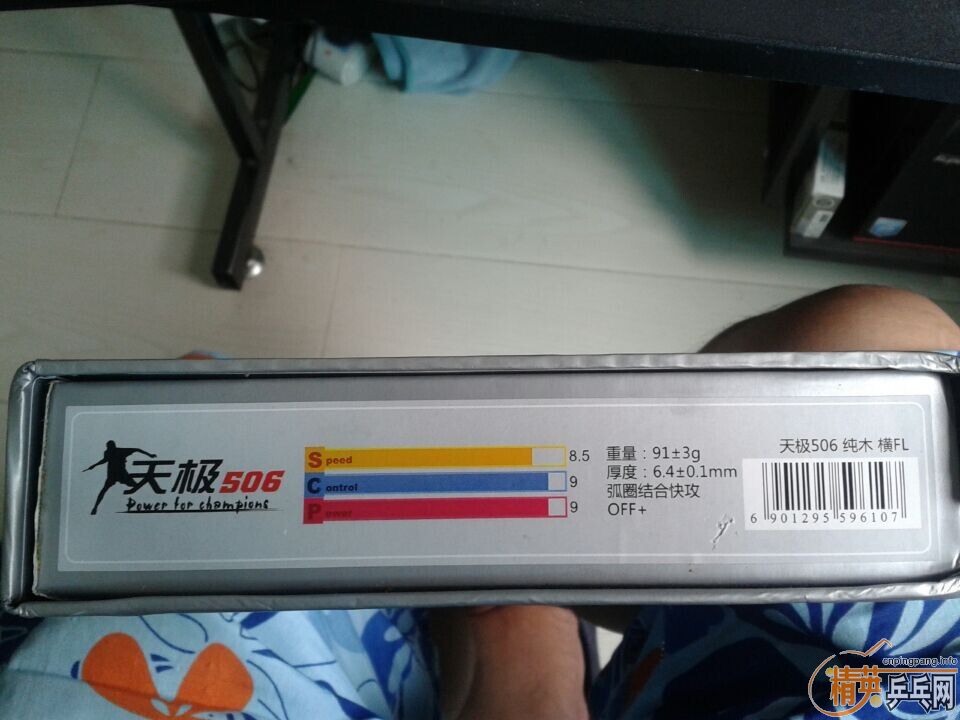 天极506
Power for champions
Speed 8.5
Control 9
Power 9
重量：91±3g
厚度：6.4±0.1mm
弧圈结合快攻
OFF+
天极506 纯木 横FL
6 901295 596107
cnpingpang.info
精英乒乓网